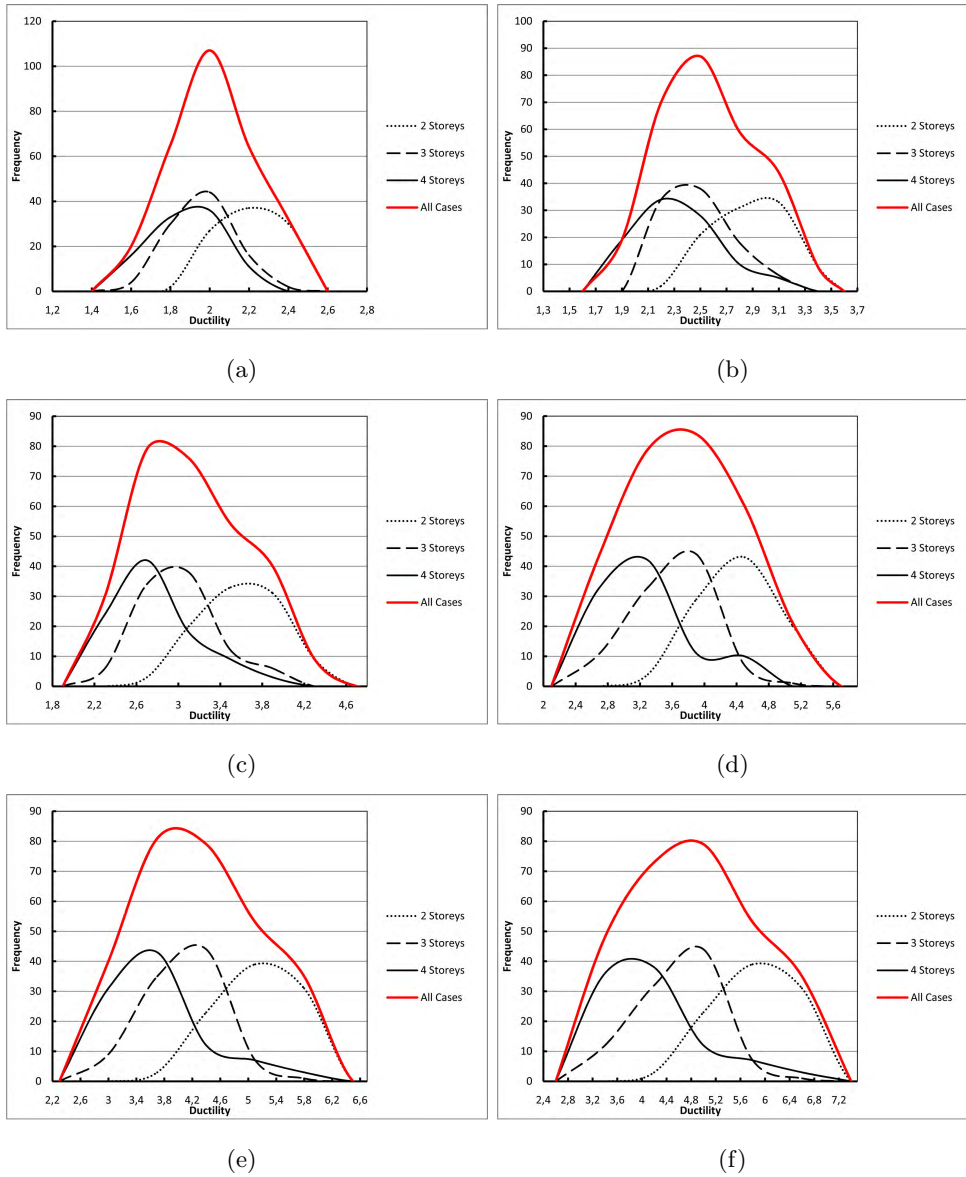 120
100
80
60
40
20
0
Frequency
1,2 1,4 1,6 1,8 2,0 2,2 2,4 2,6 2,8
Ductility
2 Storeys
3 Storeys
4 Storeys
All Cases
(a)
100
90
80
70
60
50
40
30
20
10
0
Frequency
1,3 1,5 1,7 1,9 2,1 2,3 2,5 2,7 2,9 3,1 3,3 3,5 3,7
Ductility
2 Storeys
3 Storeys
4 Storeys
All Cases
(b)
90
80
70
60
50
40
30
20
10
0
Frequency
1,8 2,2 2,6 3 3,4 3,8 4,2 4,6
Ductility
2 Storeys
3 Storeys
4 Storeys
All Cases
(c)
90
80
70
60
50
40
30
20
10
0
Frequency
2 2,4 2,8 3,2 3,6 4 4,4 4,8 5,2 5,6
Ductility
2 Storeys
3 Storeys
4 Storeys
All Cases
(d)
90
80
70
60
50
40
30
20
10
0
Frequency
2,2 2,6 3 3,4 3,8 4,2 4,6 5 5,4 5,8 6,2 6,6
Ductility
2 Storeys
3 Storeys
4 Storeys
All Cases
(e)
90
80
70
60
50
40
30
20
10
0
Frequency
2,4 2,8 3,2 3,6 4 4,4 4,8 5,2 5,6 6 6,4 6,8 7,2
Ductility
2 Storeys
3 Storeys
4 Storeys
All Cases
(f)